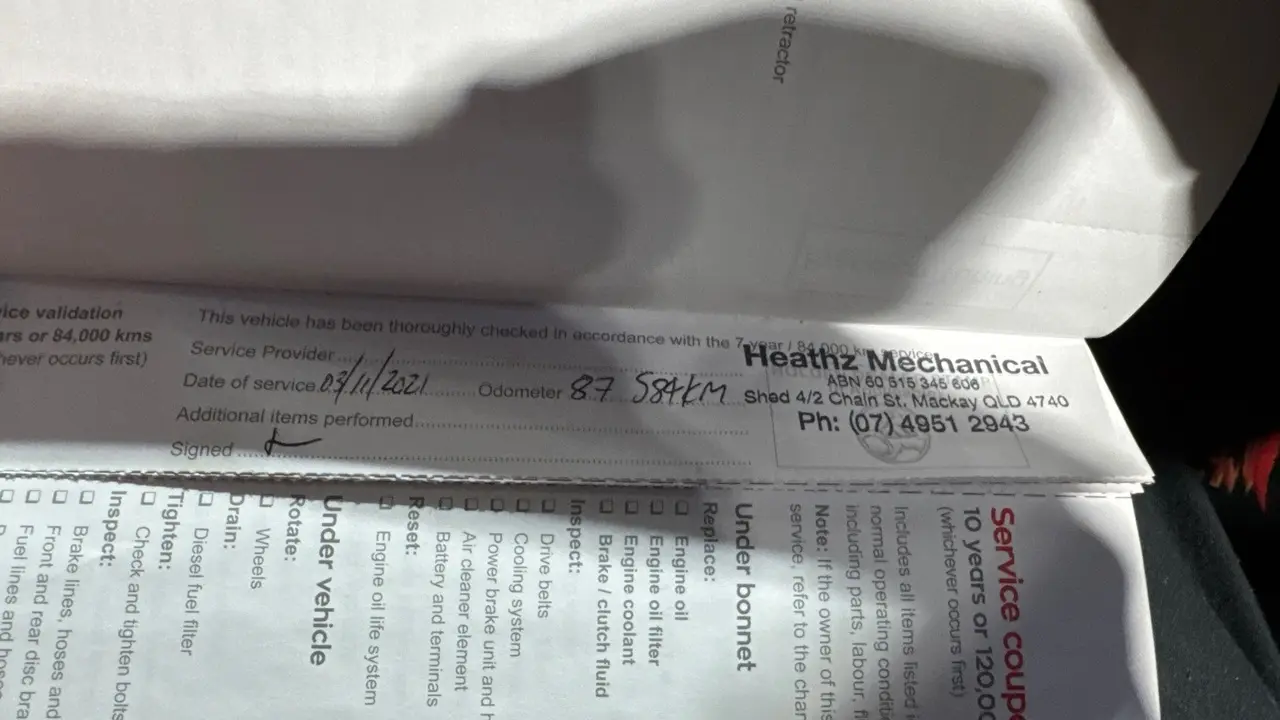 retractor
ice validation
ars or 84,000 kms
never occurs first)
This vehicle has been thoroughly checked in accordance with the 7 year / 84,000 km service
Service Provider
Date of service 03/11/2021 Odometer 87 584KM
Additional items performed
Signed
Heathz Mechanical
ABN 60 515 345 606
Shed 4/2 Chain St. Mackay QLD 4740
Ph: (07) 4951 2943
Service coup
10 years or 120,00
(whichever occurs first)
Includes all items listed i
normal operating conditi
including parts, labour, fl
Note: If the owner of this
service, refer to the char
Under bonnet
Replace:
Engine oil
Engine oil filter
Engine coolant
Brake / clutch fluid
Inspect:
Drive belts
Cooling system
Power brake unit and h
Air cleaner element
Battery and terminals
Reset:
Engine oil life system
Under vehicle
Rotate:
Wheels
Drain:
Diesel fuel filter
Tighten:
Check and tighten bolts
Inspect:
Brake lines, hoses and
Front and rear disc bra
Fuel lines and hoses